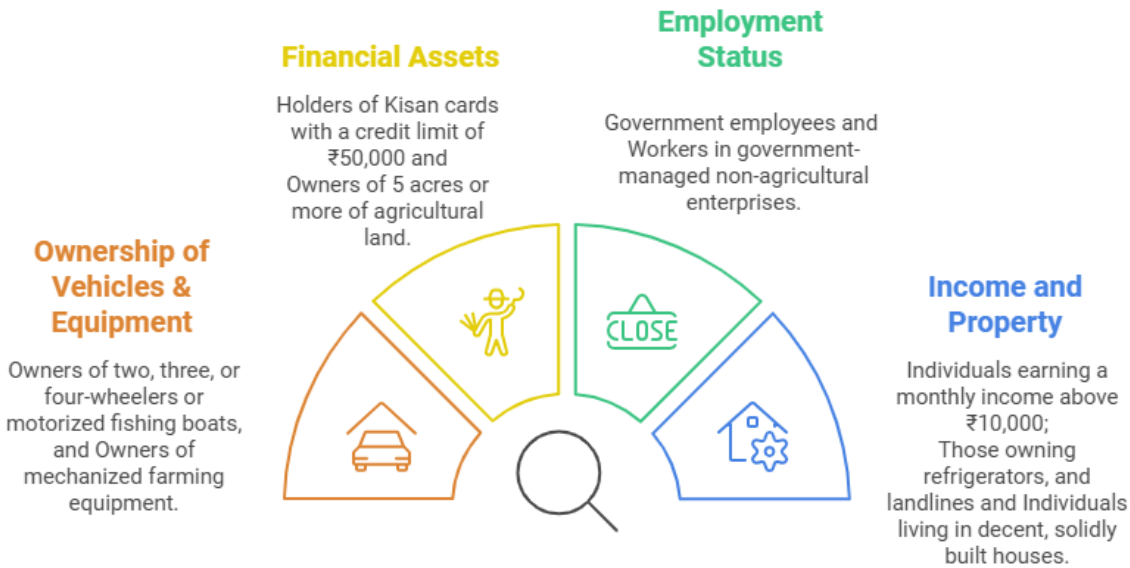 Ownership of
Vehicles &
Equipment
Owners of two, three, or
four-wheelers or
motorized fishing boats,
and Owners of
mechanized farming
equipment.
Financial Assets
Holders of Kisan cards
with a credit limit of
₹50,000 and
Owners of 5 acres or
more of agricultural
land.
Employment
Status
Government employees and
Workers in government-
managed non-agricultural
enterprises.
CLOSE
Income and
Property
Individuals earning a
monthly income above
₹10,000;
Those owning
refrigerators, and
landlines and Individuals
living in decent, solidly
built houses.